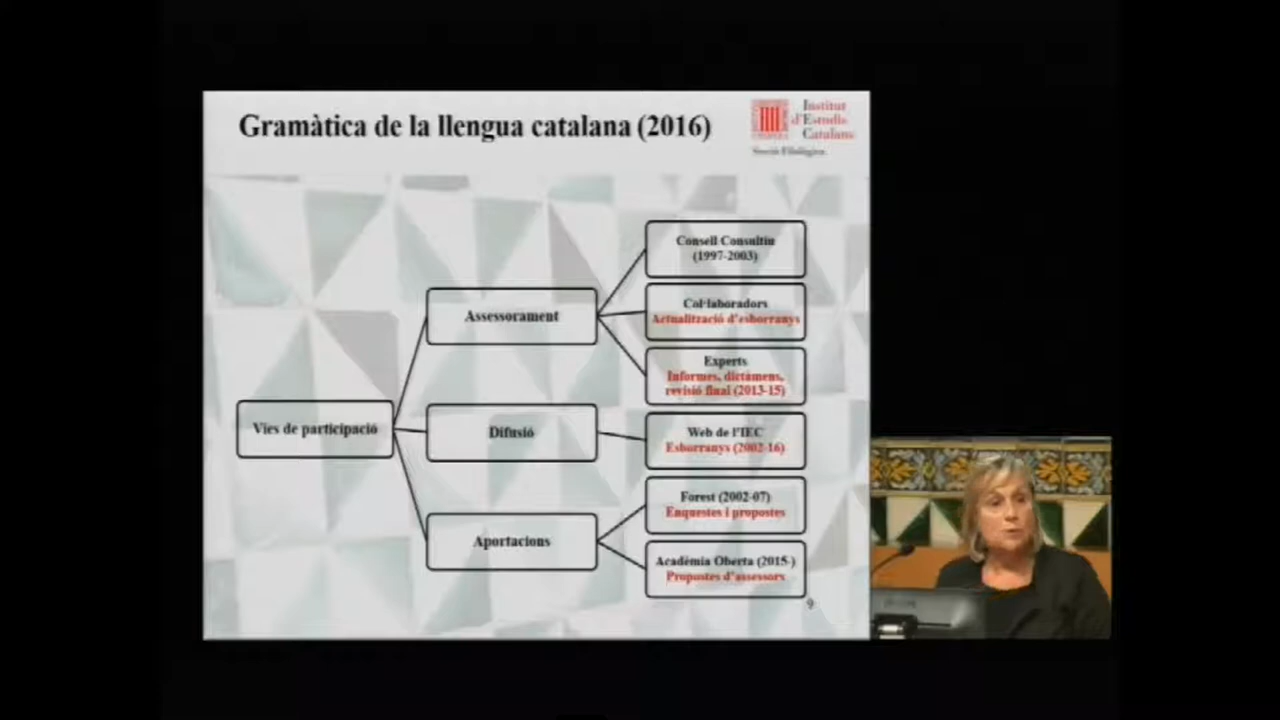 Gramàtica de la llengua catalana (2016)
Institut
d'Estudis
Catalans
Secció Filològica
Vies de participació
Assessorament
Consell Consultiu
(1997-2003)
Col·laboradors
Actualització d'esborranys
Experts
Informes, dictàmens,
revisió final (2013-15)
Difusió
Web de l'IEC
Esborranys (2002-16)
Aportacions
Forest (2002-07)
Enquestes i propostes
Acadèmia Oberta (2015-)
Propostes d'assessors
9